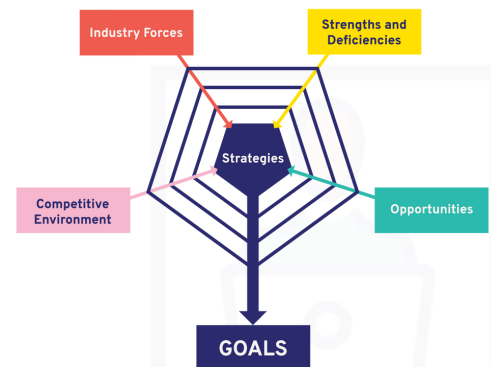 Industry Forces
Strengths and
Deficiencies
Strategies
Competitive
Environment
Opportunities
GOALS